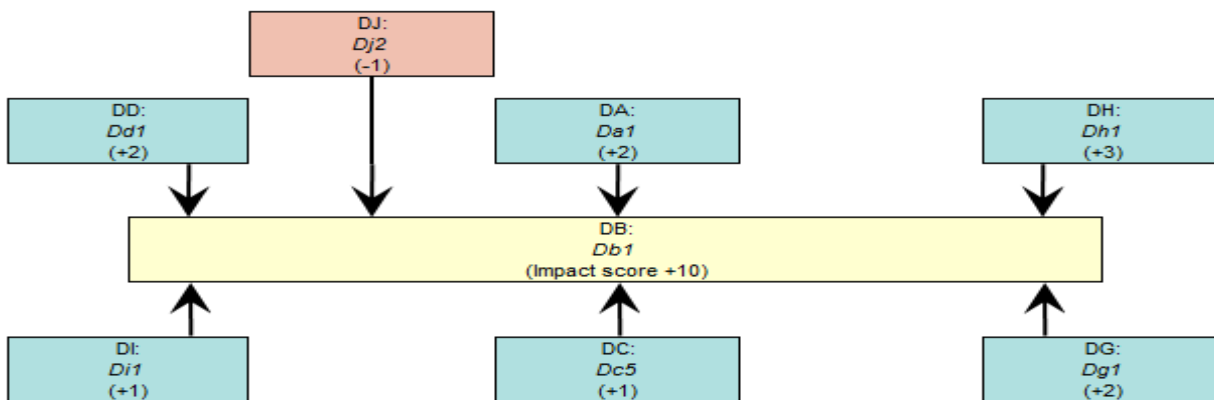 DJ:
Dj2
(-1)
DD:
Dd1
(+2)
DA:
Da1
(+2)
DH:
Dh1
(+3)
DB:
Db1
(Impact score +10)
DI:
Di1
(+1)
DC:
Dc5
(+1)
DG:
Dg1
(+2)